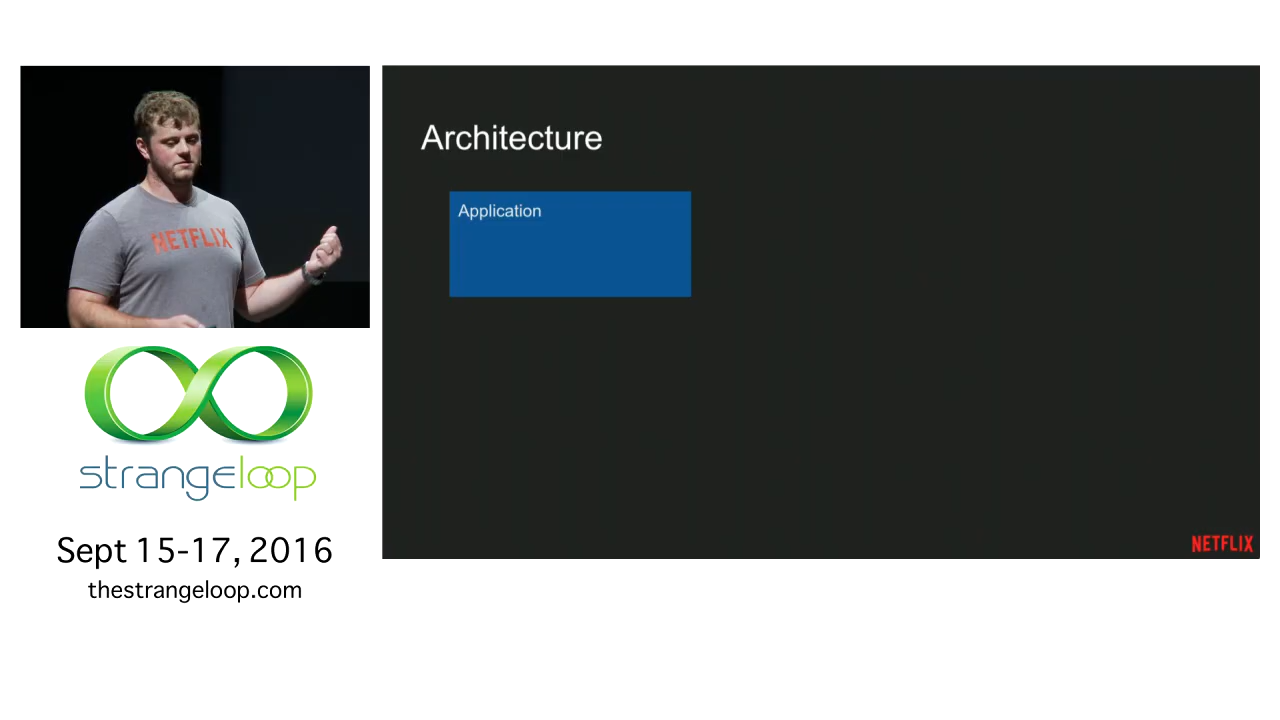 NETFLIX
strangeloop
Sept 15-17, 2016
thestrangeloop.com
Architecture
Application
NETFLIX